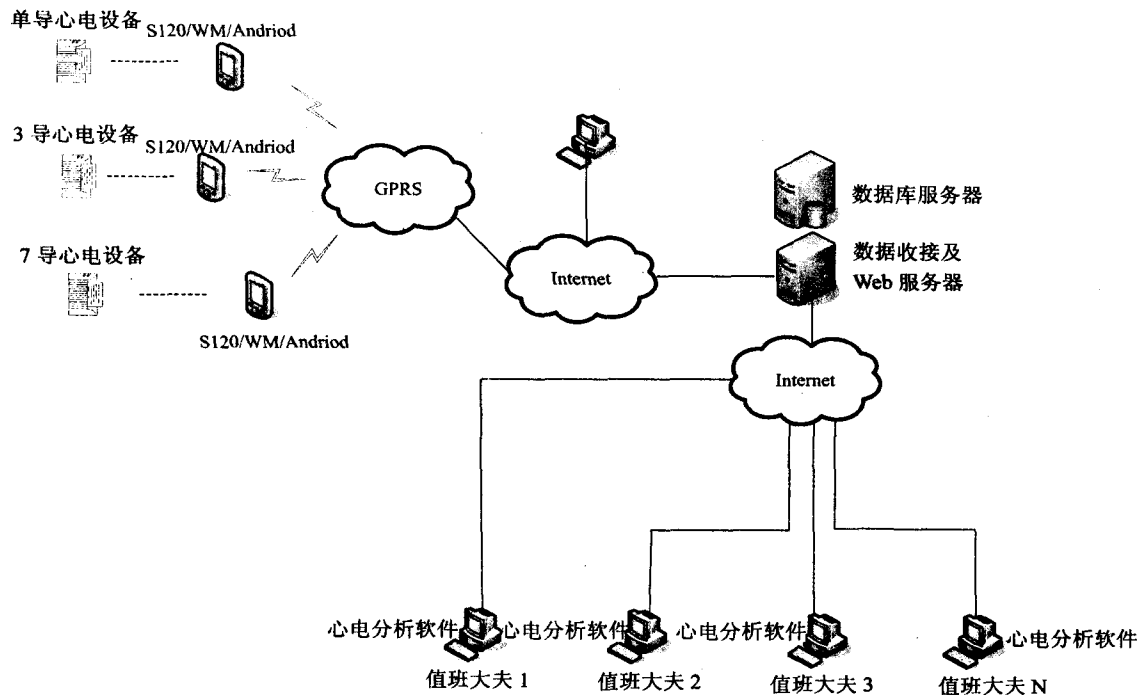 单导心电设备
S120/WM/Andriod
3 导心电设备
S120/WM/Andriod
GPRS
数据库服务器
7 导心电设备
Internet
数据收接及
Web 服务器
S120/WM/Andriod
Internet
心电分析软件
心电分析软件
心电分析软件
心电分析软件
值班大夫 1
值班大夫 2
值班大夫 3
值班大夫 N